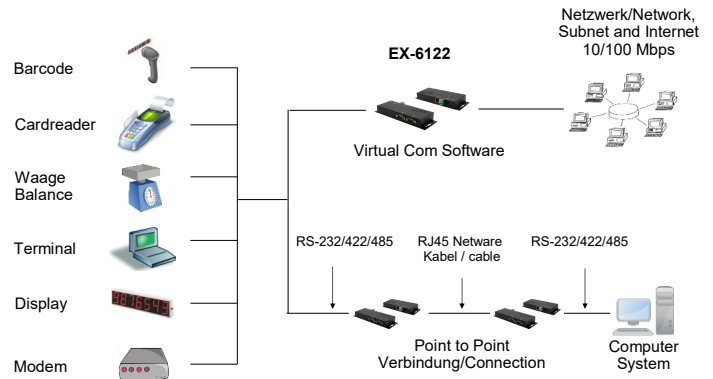 Netzwerk/Network,
Subnet and Internet
10/100 Mbps
EX-6122
Barcode
Cardreader
Virtual Com Software
Waage
Balance
Terminal
RS-232/422/485
RJ45 Netware
Kabel / cable
RS-232/422/485
Display
9876543
Point to Point
Verbindung/Connection
Computer
System
Modem